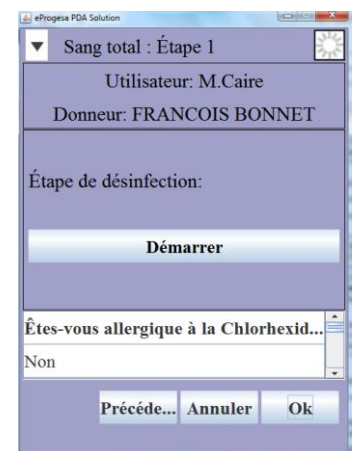 eProgesa PDA Solution
Sang total : Étape 1
Utilisateur: M.Caire
Donneur: FRANCOIS BONNET
Étape de désinfection:
Démarrer
Êtes-vous allergique à la Chlorhexid...
Non
Précéde... Annuler Ok